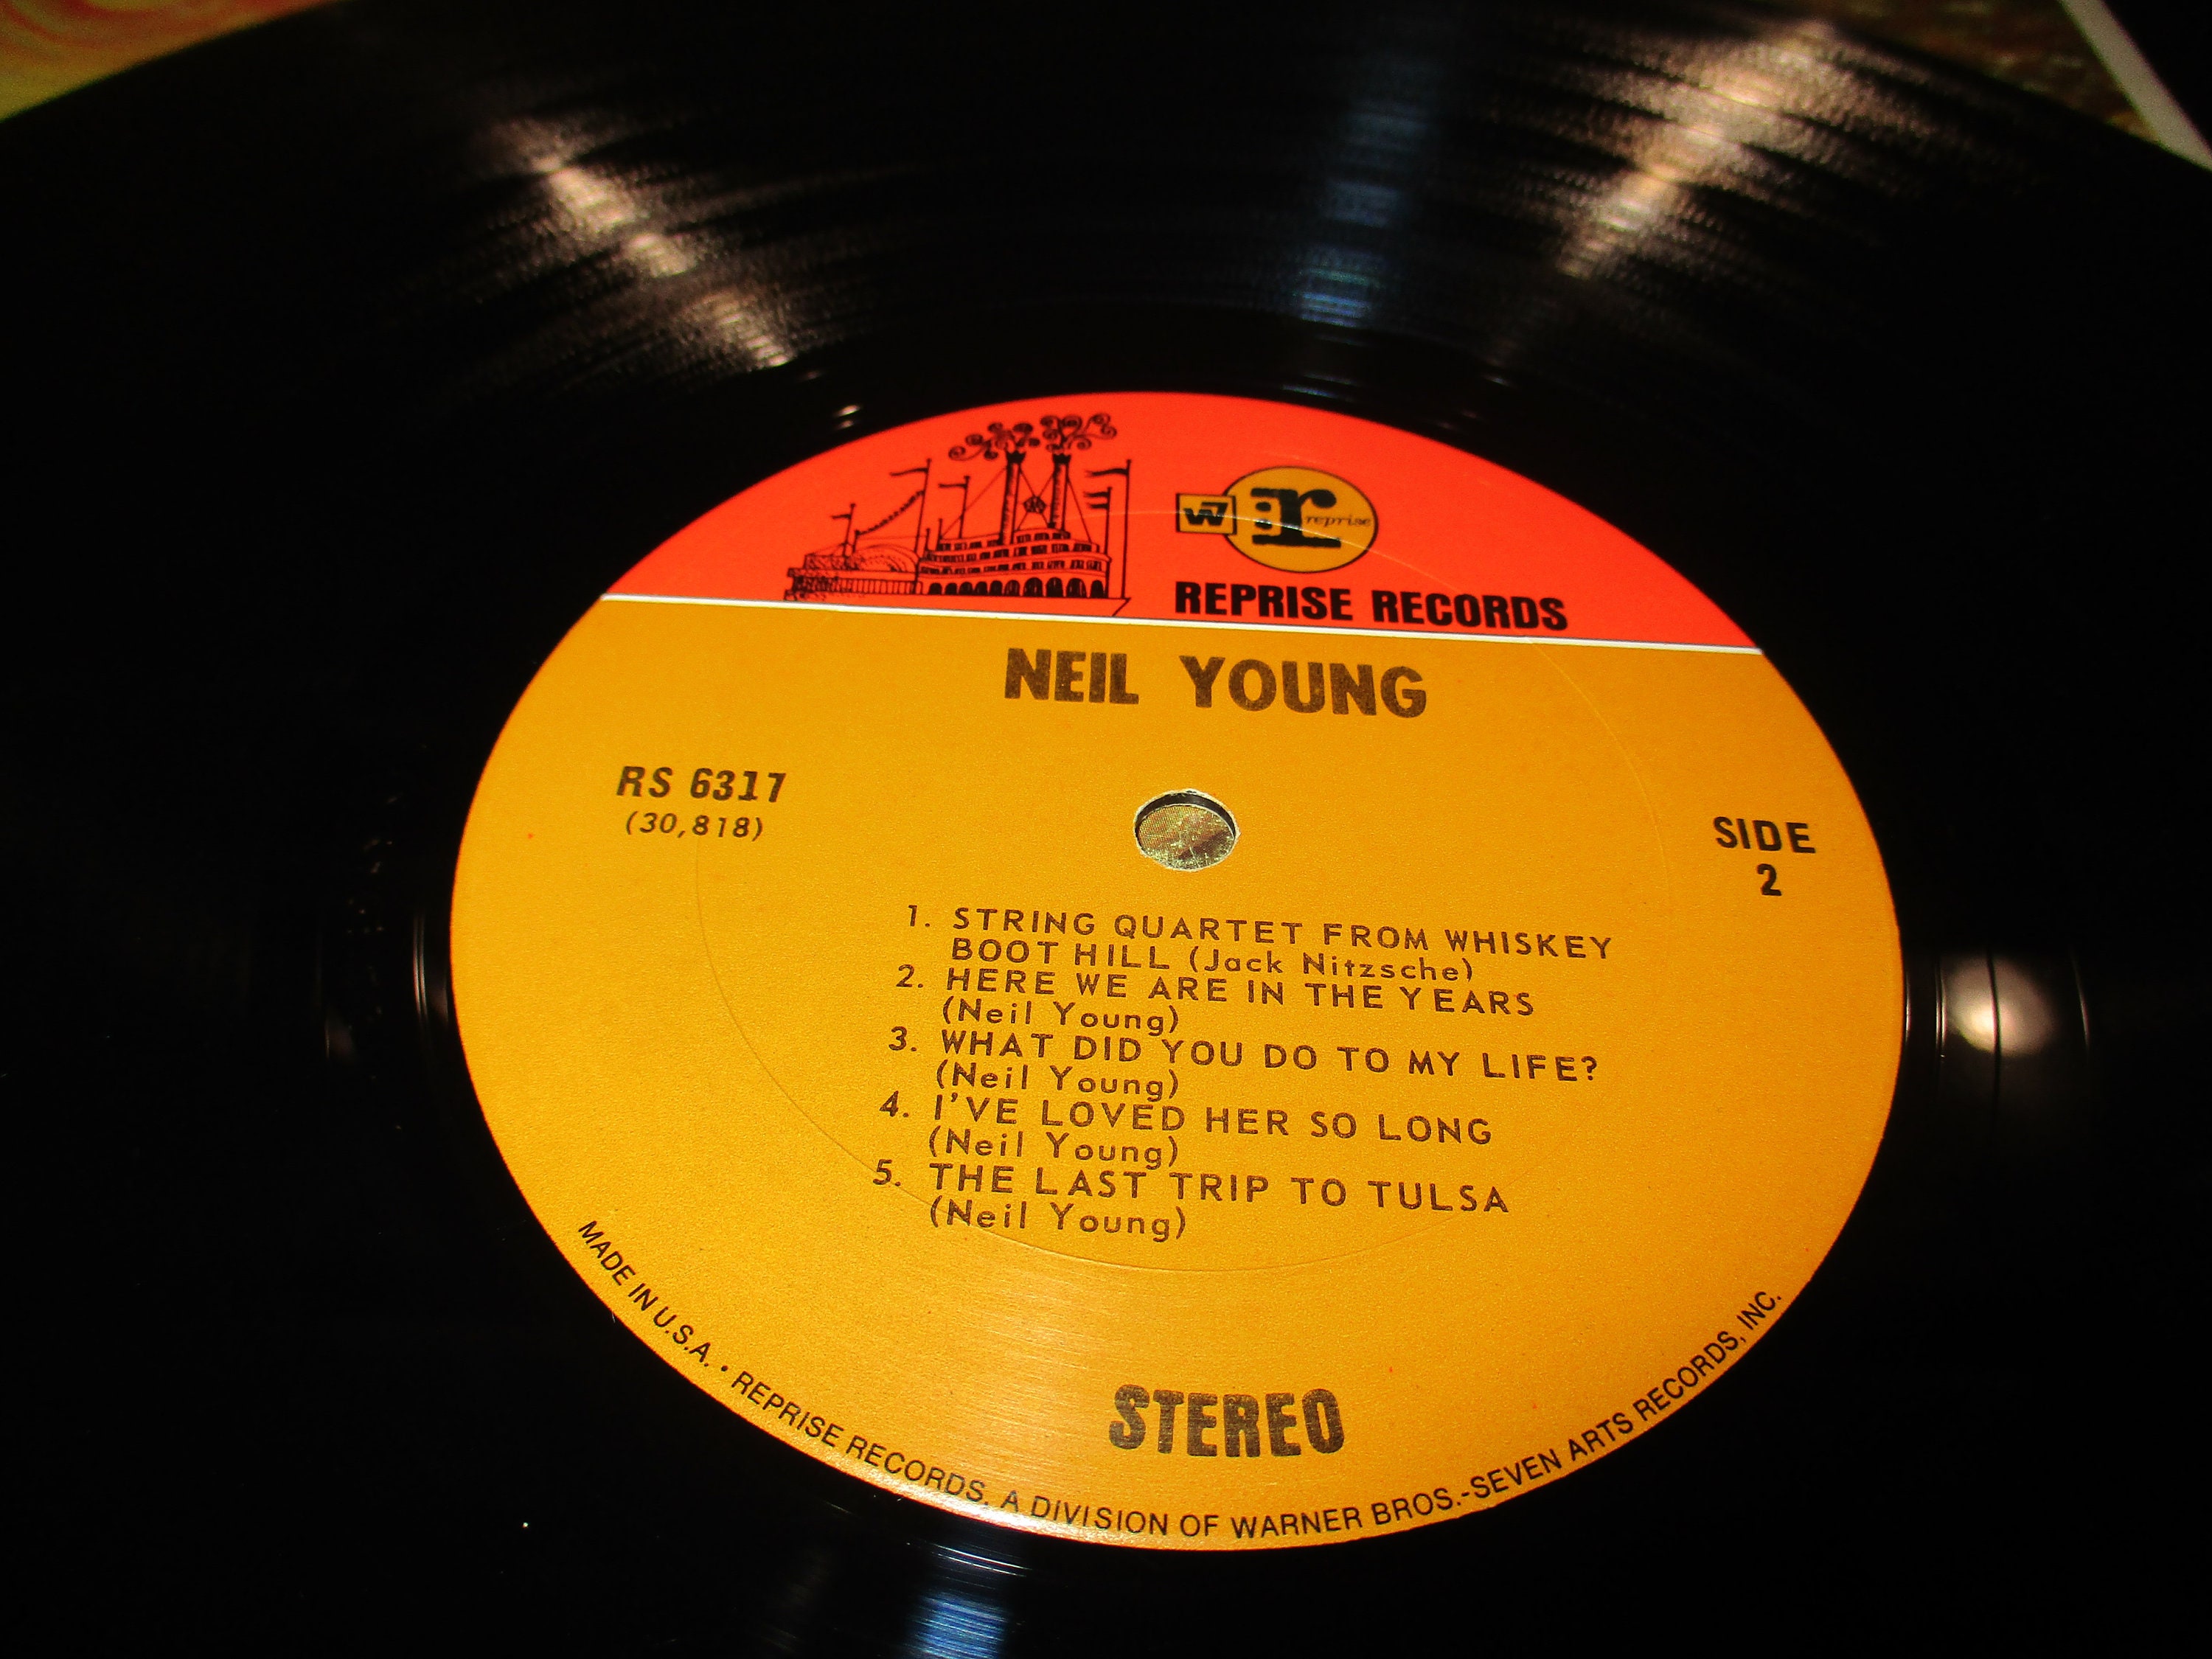 W7 r reprise
REPRISE RECORDS
NEIL YOUNG
RS 6317
(30,818)
SIDE
2
1. STRING QUARTET FROM WHISKEY
BOOT HILL (Jack Nitzsche)
2. HERE WE ARE IN THE YEARS
(Neil Young)
3. WHAT DID YOU DO TO MY LIFE?
(Neil Young)
4. I'VE LOVED HER SO LONG
(Neil Young)
5. THE LAST TRIP TO TULSA
(Neil Young)
STEREO
MADE IN U.S.A. • REPRISE RECORDS, A DIVISION OF WARNER BROS.-SEVEN ARTS RECORDS, INC.